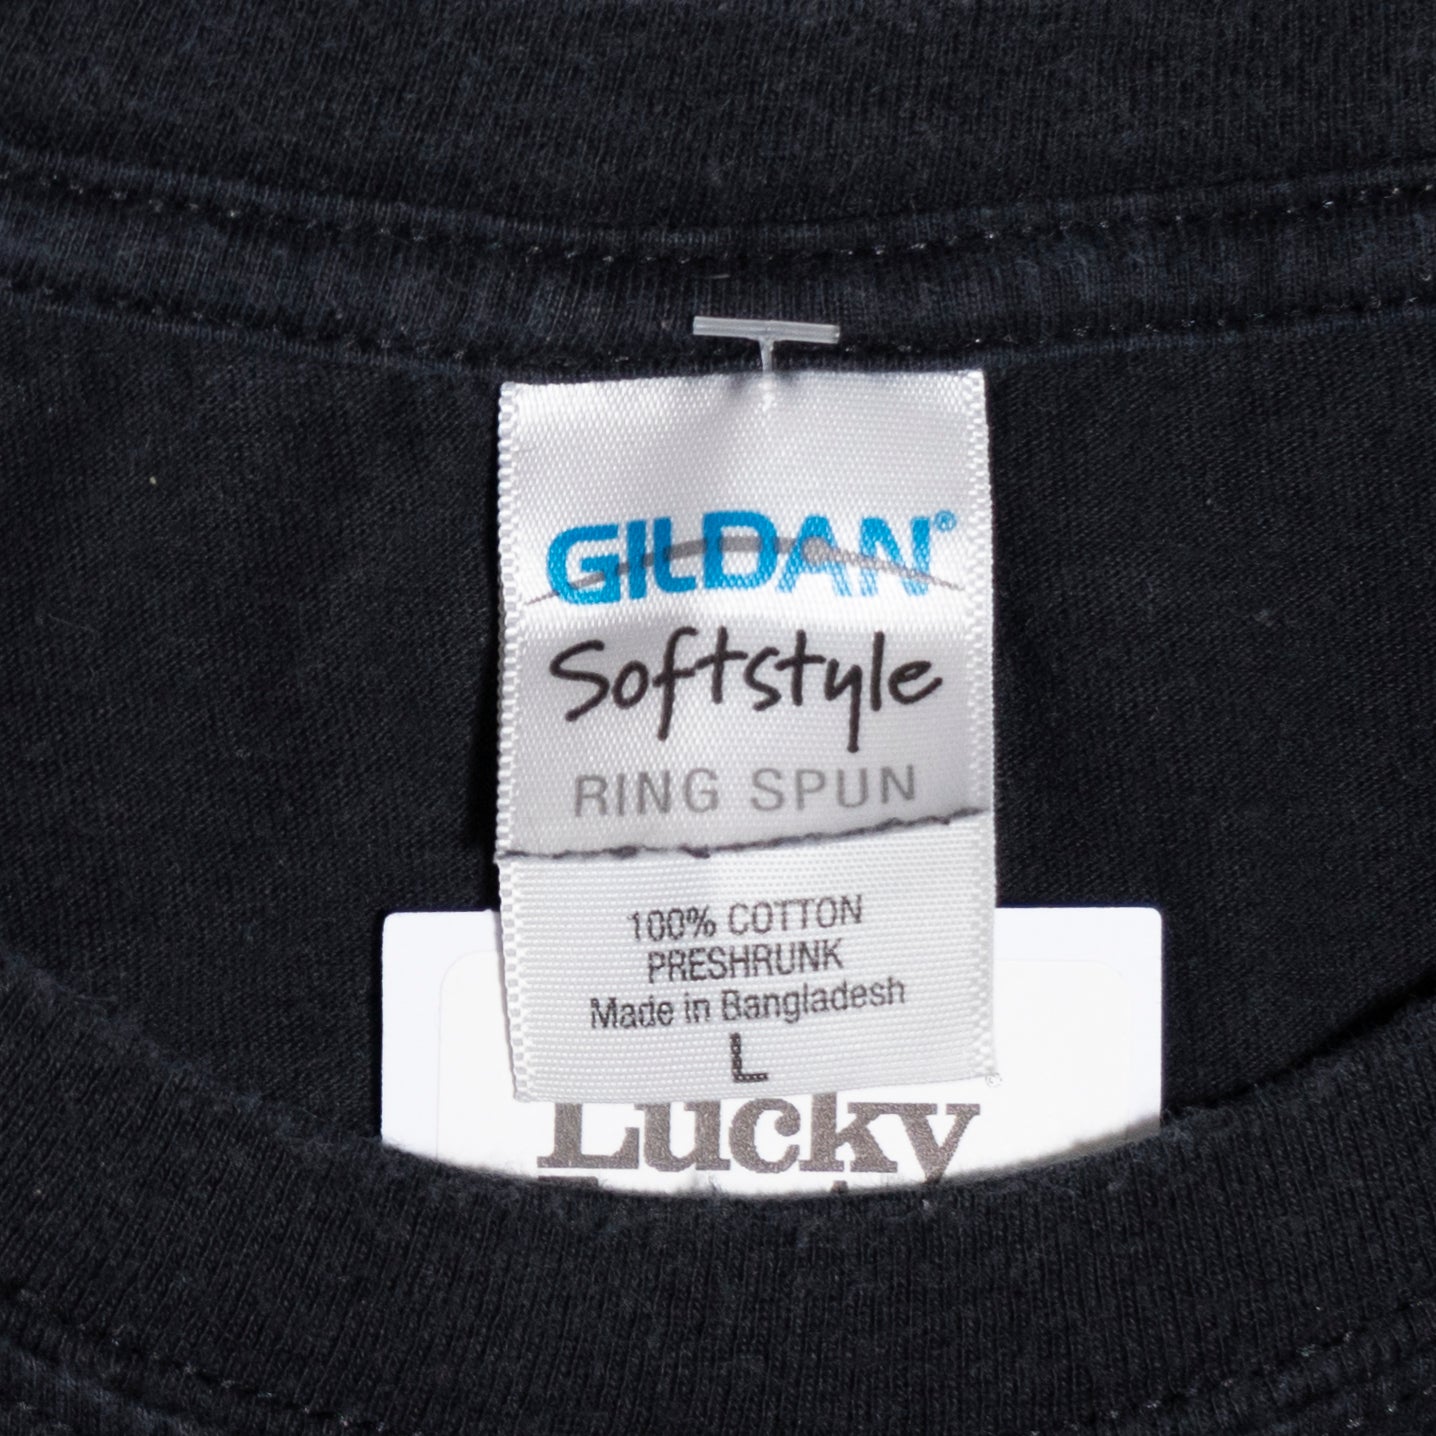 GILDAN®
Softstyle
RING SPUN
100% COTTON
PRESHRUNK
Made in Bangladesh
L
Lucky